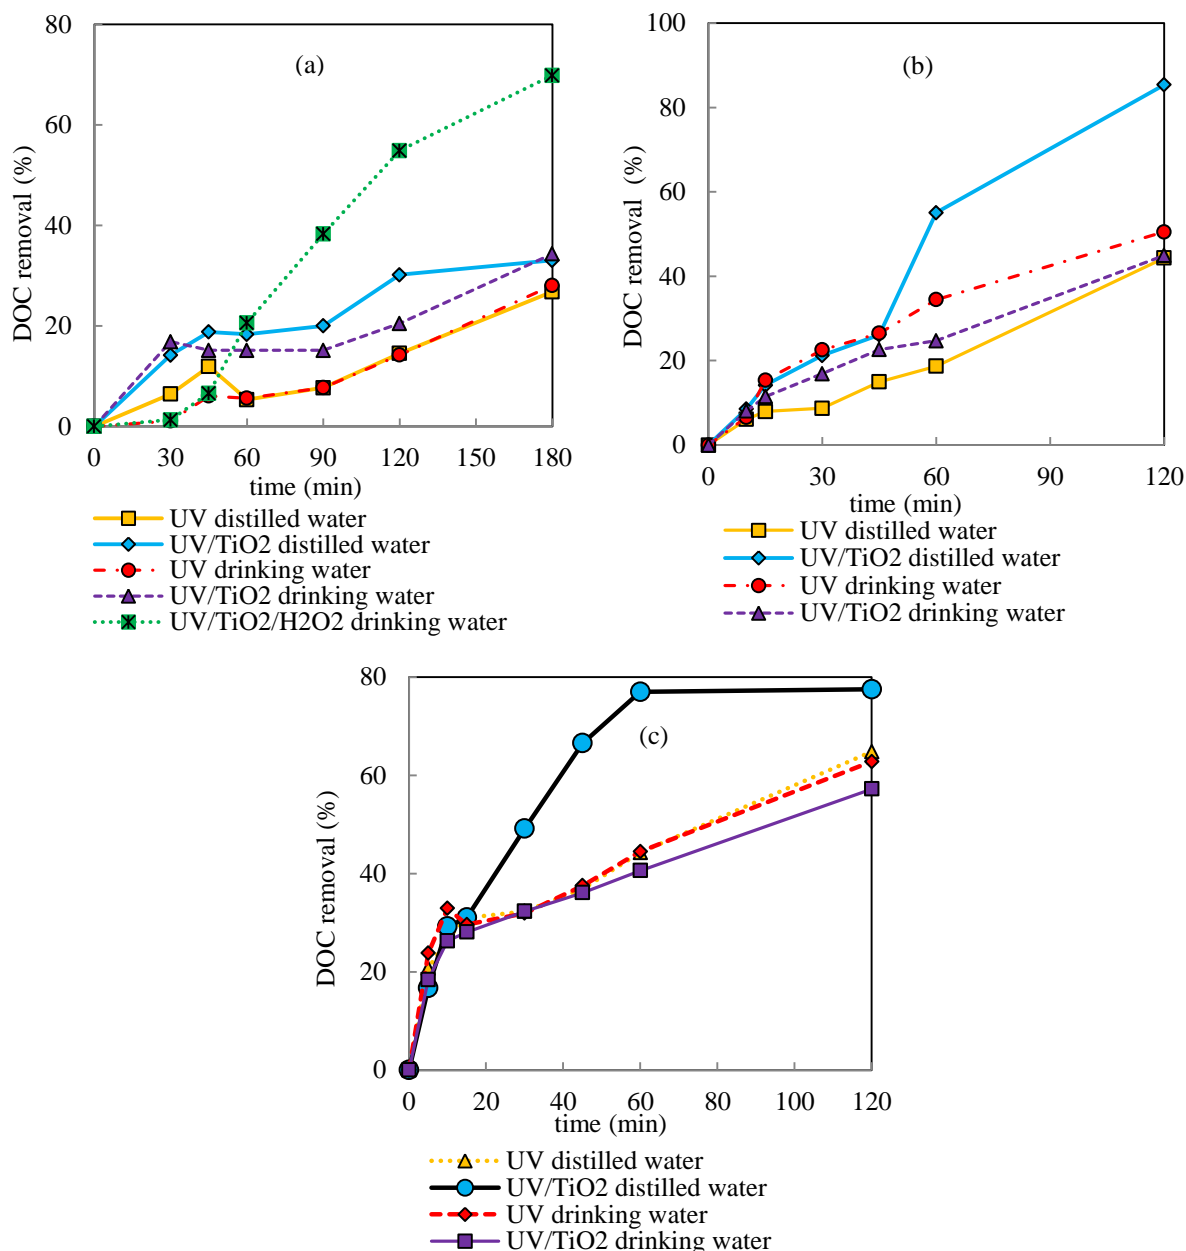 (a)
DOC removal (%)
80
60
40
20
0
0 30 60 90 120 150 180
time (min)
UV distilled water
UV/TiO2 distilled water
UV drinking water
UV/TiO2 drinking water
UV/TiO2/H2O2 drinking water
(b)
DOC removal (%)
100
80
60
40
20
0
0 30 60 90 120
time (min)
UV distilled water
UV/TiO2 distilled water
UV drinking water
UV/TiO2 drinking water
(c)
DOC removal (%)
80
60
40
20
0
0 20 40 60 80 100 120
time (min)
UV distilled water
UV/TiO2 distilled water
UV drinking water
UV/TiO2 drinking water